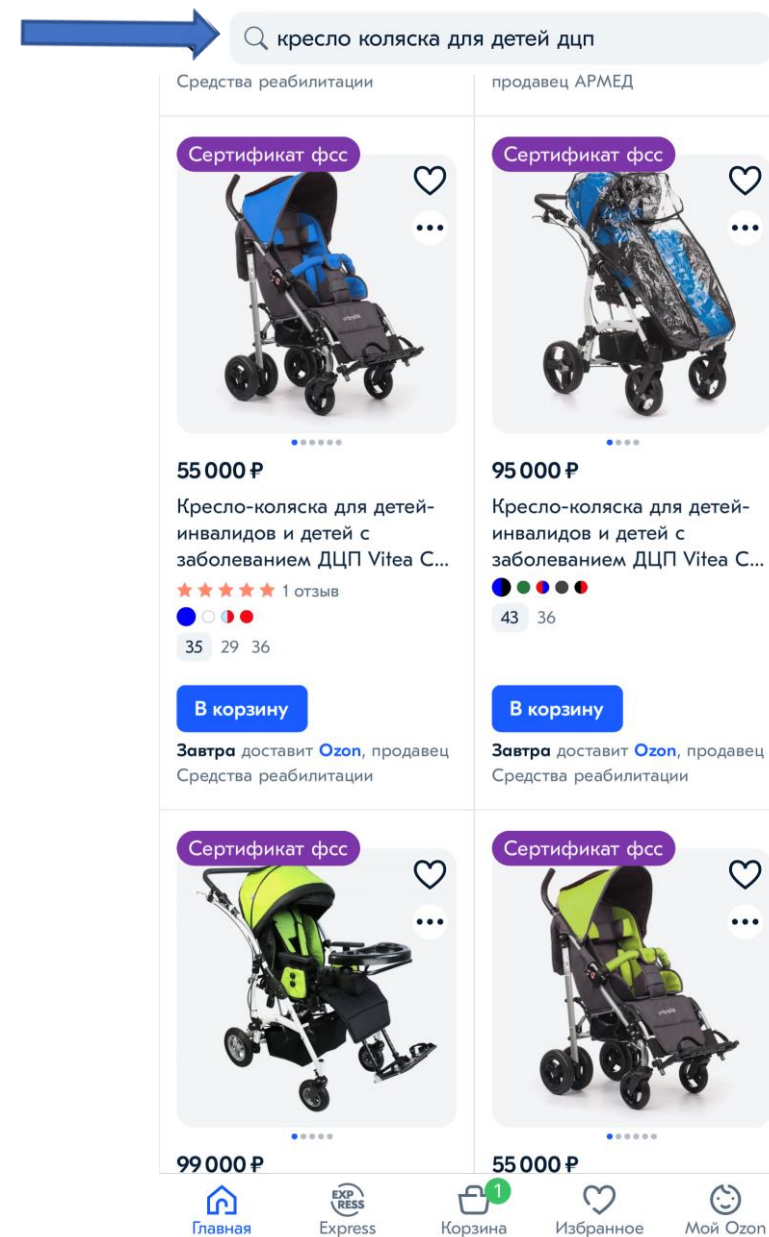 кресло коляска для детей дцп
Средства реабилитации
продавец АРМЕД
Сертификат фсс
Сертификат фсс
55 000 ₽
Кресло-коляска для детей-
инвалидов и детей с
заболеванием ДЦП Vitea C...
1 отзыв
35 29 36
В корзину
Завтра доставит Ozon, продавец
Средства реабилитации
95 000 ₽
Кресло-коляска для детей-
инвалидов и детей с
заболеванием ДЦП Vitea C...
43 36
В корзину
Завтра доставит Ozon, продавец
Средства реабилитации
Сертификат фсс
Сертификат фсс
99 000 ₽
55 000 ₽
Главная
EXP
RESS
Express
1
Корзина
Избранное
Мой Ozon